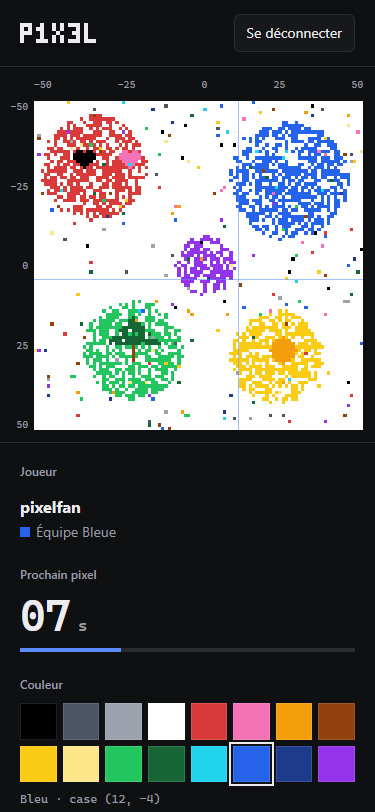 P1X3L
Se déconnecter
−50 −25 0 25 50
−50
−25
0
25
50
Joueur
pixelfan
Équipe Bleue
Prochain pixel
07 s
Couleur
Bleu · case (12, −4)